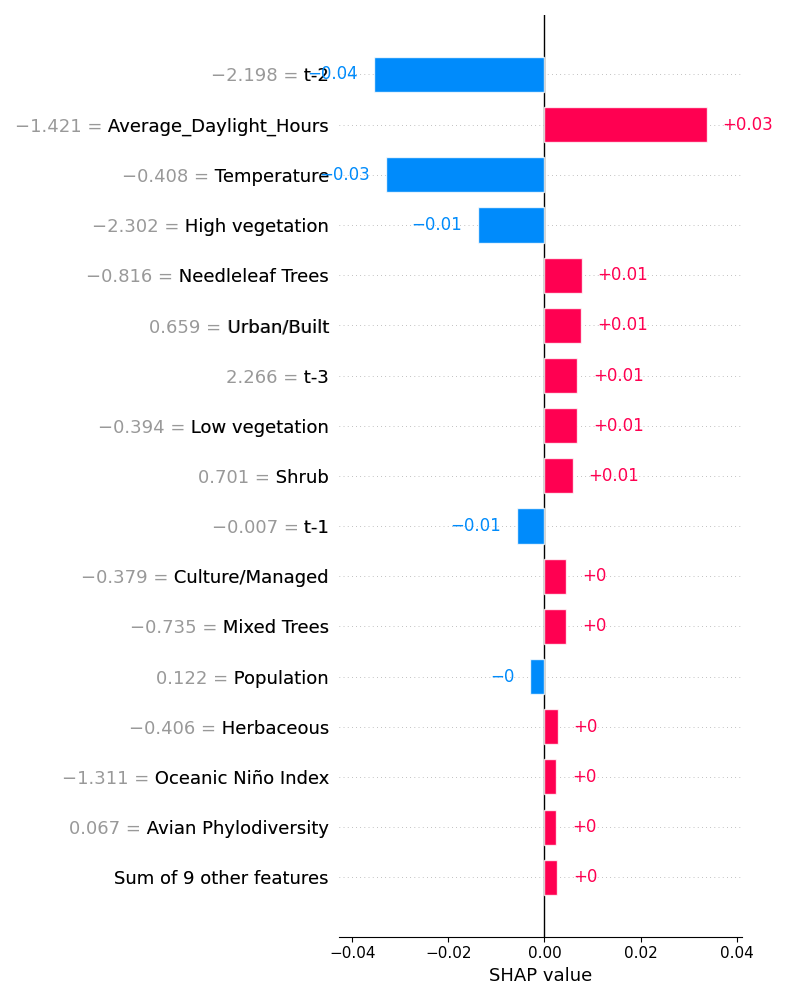 −2.198 = t-2 −0.04
−1.421 = Average_Daylight_Hours +0.03
−0.408 = Temperature −0.03
−2.302 = High vegetation −0.01
−0.816 = Needleleaf Trees +0.01
0.659 = Urban/Built +0.01
2.266 = t-3 +0.01
−0.394 = Low vegetation +0.01
0.701 = Shrub +0.01
−0.007 = t-1 −0.01
−0.379 = Culture/Managed +0
−0.735 = Mixed Trees +0
0.122 = Population −0
−0.406 = Herbaceous +0
−1.311 = Oceanic Niño Index +0
0.067 = Avian Phylodiversity +0
Sum of 9 other features +0
−0.04 −0.02 0.00 0.02 0.04
SHAP value